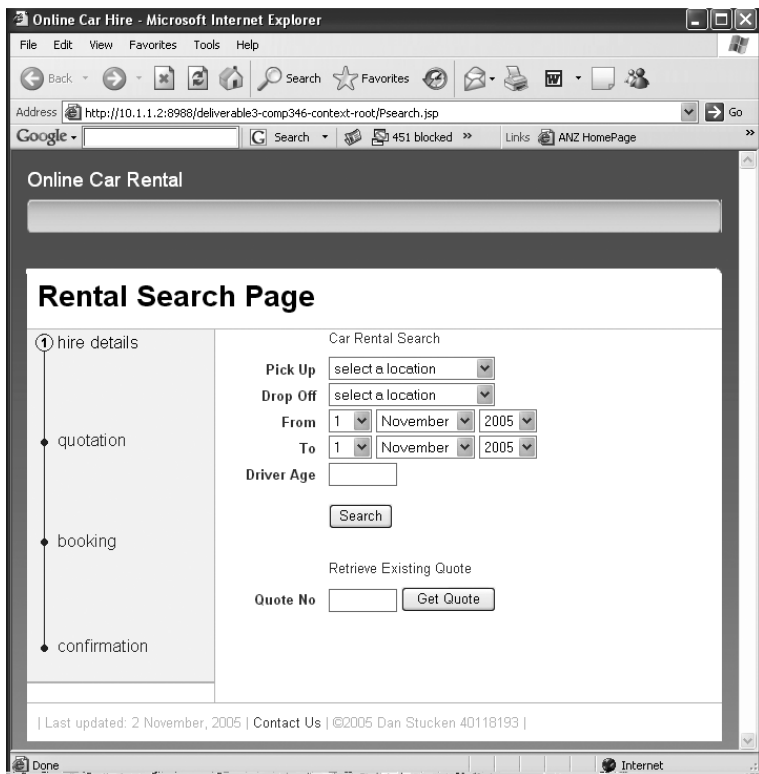 Online Car Hire - Microsoft Internet Explorer
File Edit View Favorites Tools Help
Back Search Favorites
Address http://10.1.1.2:8988/deliverable3-comp346-context-root/Psearch.jsp Go
Google G Search 451 blocked » Links ANZ HomePage »
Online Car Rental
Rental Search Page
1 hire details
quotation
booking
confirmation
Car Rental Search
Pick Up select a location
Drop Off select a location
From 1 November 2005
To 1 November 2005
Driver Age
Search
Retrieve Existing Quote
Quote No Get Quote
| Last updated: 2 November, 2005 | Contact Us | ©2005 Dan Stucken 40118193 |
Done Internet